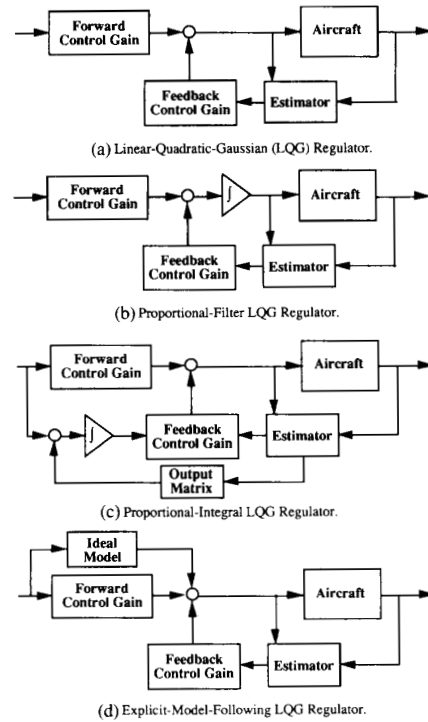 Forward
Control Gain
Aircraft
Feedback
Control Gain
Estimator
(a) Linear-Quadratic-Gaussian (LQG) Regulator.
Forward
Control Gain
∫
Aircraft
Feedback
Control Gain
Estimator
(b) Proportional-Filter LQG Regulator.
Forward
Control Gain
Aircraft
∫
Feedback
Control Gain
Estimator
Output
Matrix
(c) Proportional-Integral LQG Regulator.
Ideal
Model
Forward
Control Gain
Aircraft
Feedback
Control Gain
Estimator
(d) Explicit-Model-Following LQG Regulator.